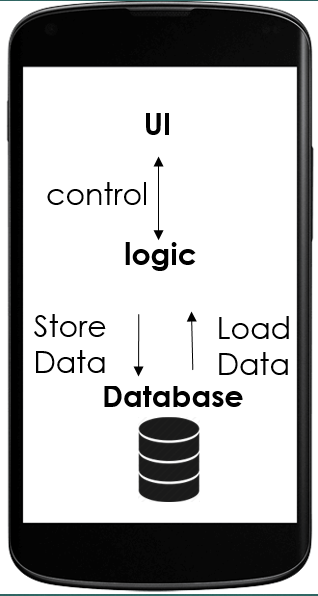 UI
control
logic
Store
Data
Load
Data
Database